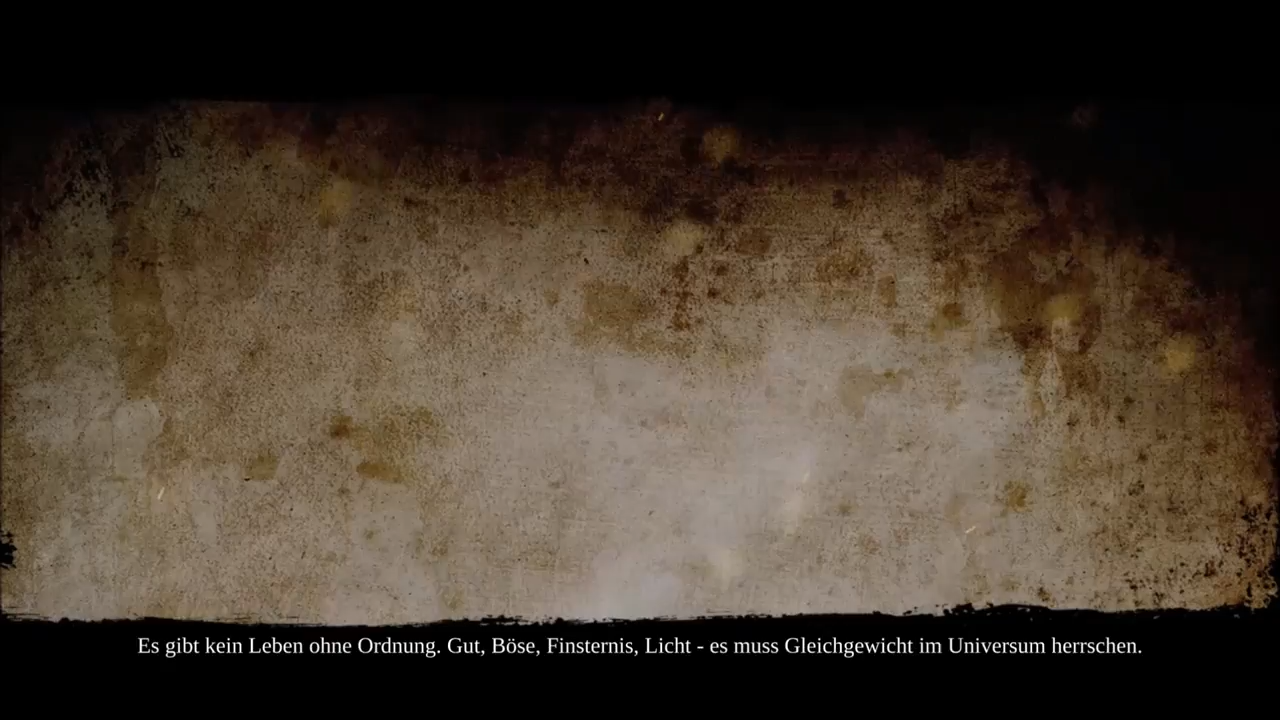 Es gibt kein Leben ohne Ordnung. Gut, Böse, Finsternis, Licht - es muss Gleichgewicht im Universum herrschen.